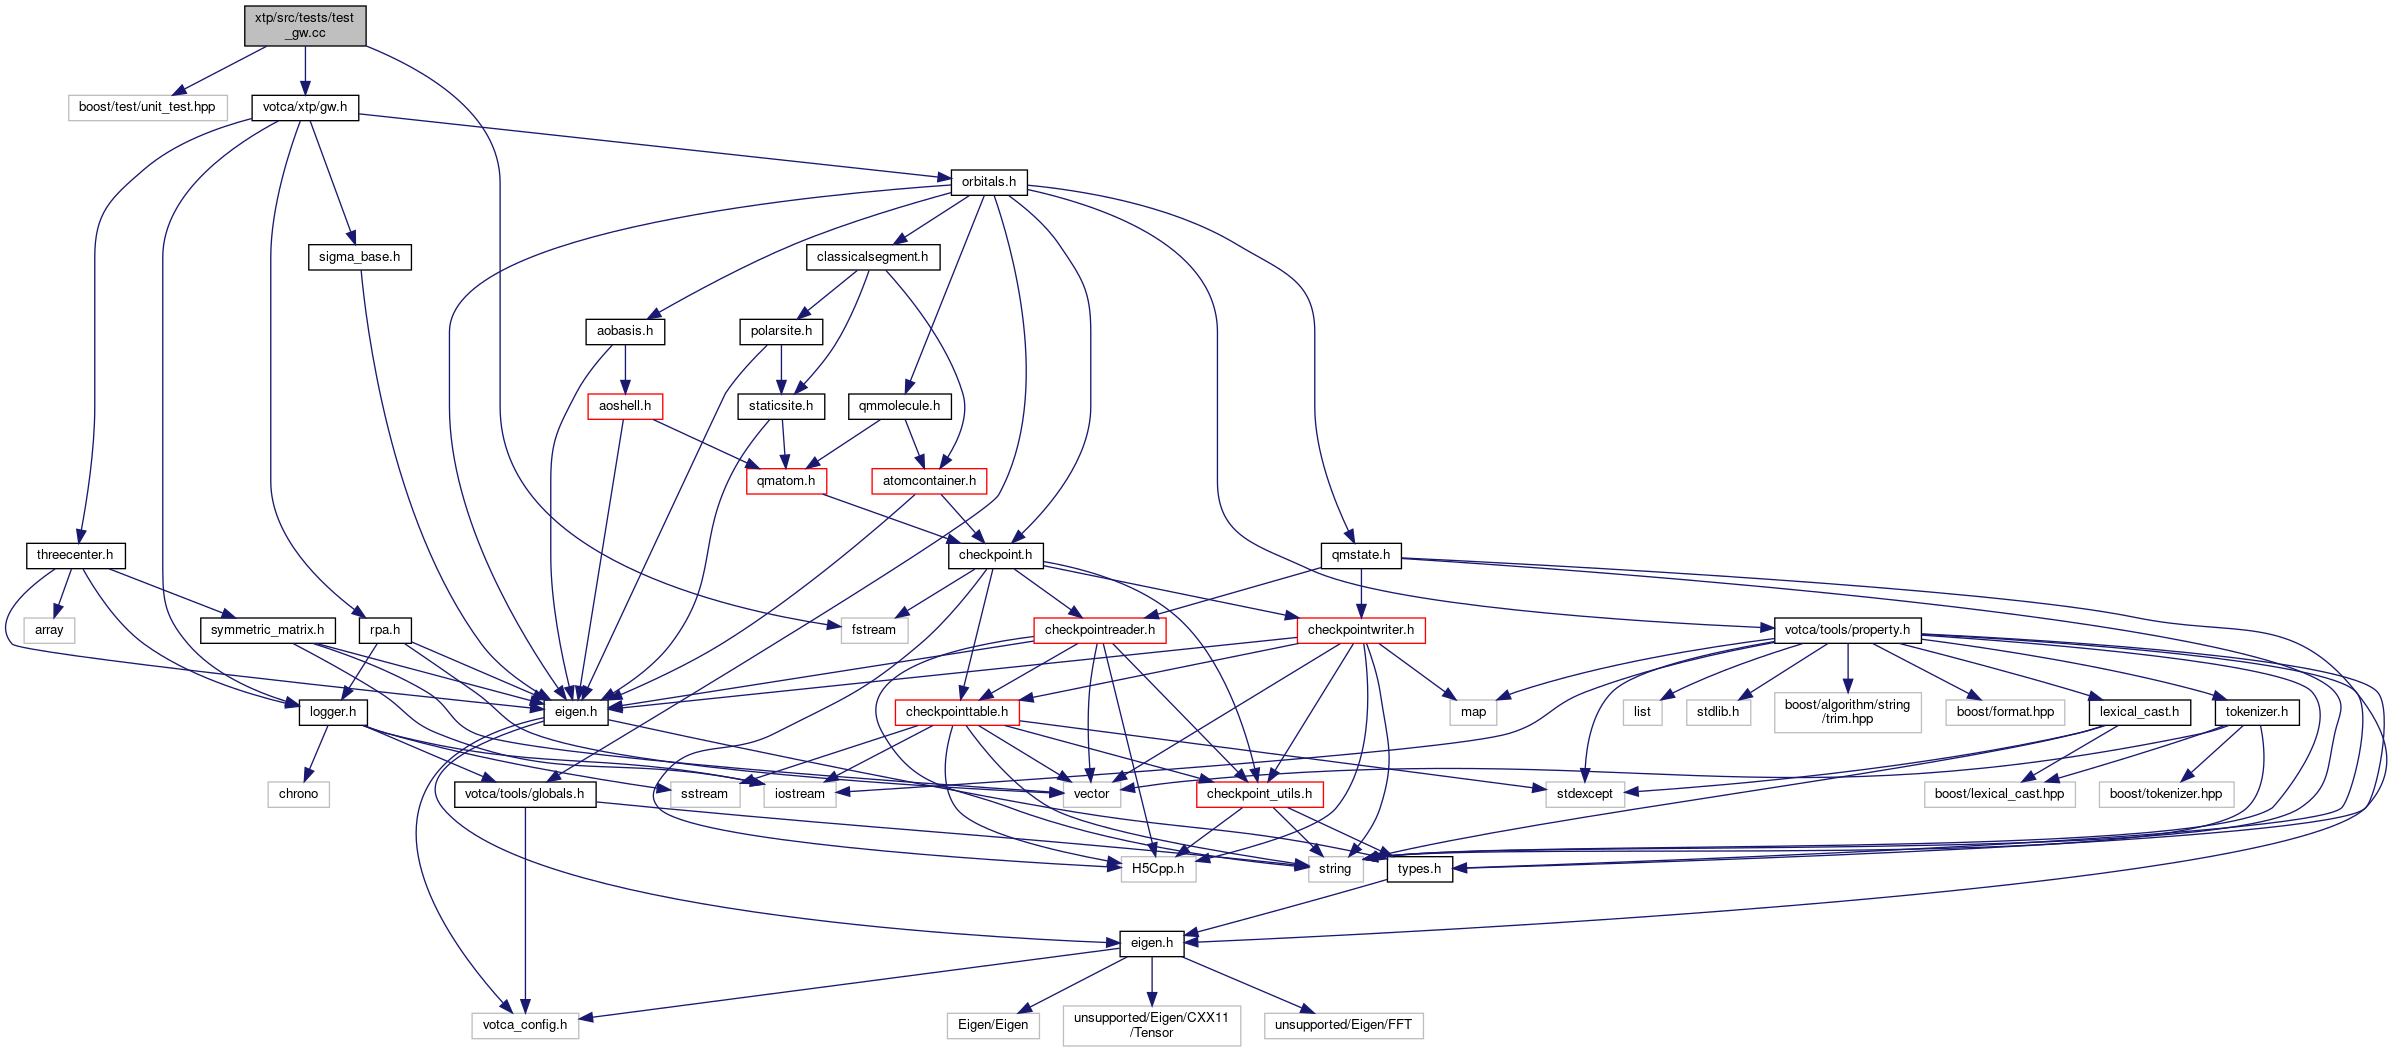 xtp/src/tests/test
_gw.cc
boost/test/unit_test.hpp
votca/xtp/gw.h
orbitals.h
sigma_base.h
classicalsegment.h
aobasis.h
polarsite.h
aoshell.h
staticsite.h
qmmolecule.h
qmatom.h
atomcontainer.h
threecenter.h
checkpoint.h
qmstate.h
array
symmetric_matrix.h
rpa.h
fstream
checkpointreader.h
checkpointwriter.h
votca/tools/property.h
logger.h
eigen.h
checkpointtable.h
map
list
stdlib.h
boost/algorithm/string
/trim.hpp
boost/format.hpp
lexical_cast.h
tokenizer.h
chrono
votca/tools/globals.h
sstream
iostream
vector
checkpoint_utils.h
stdexcept
boost/lexical_cast.hpp
boost/tokenizer.hpp
H5Cpp.h
string
types.h
eigen.h
votca_config.h
Eigen/Eigen
unsupported/Eigen/CXX11
/Tensor
unsupported/Eigen/FFT